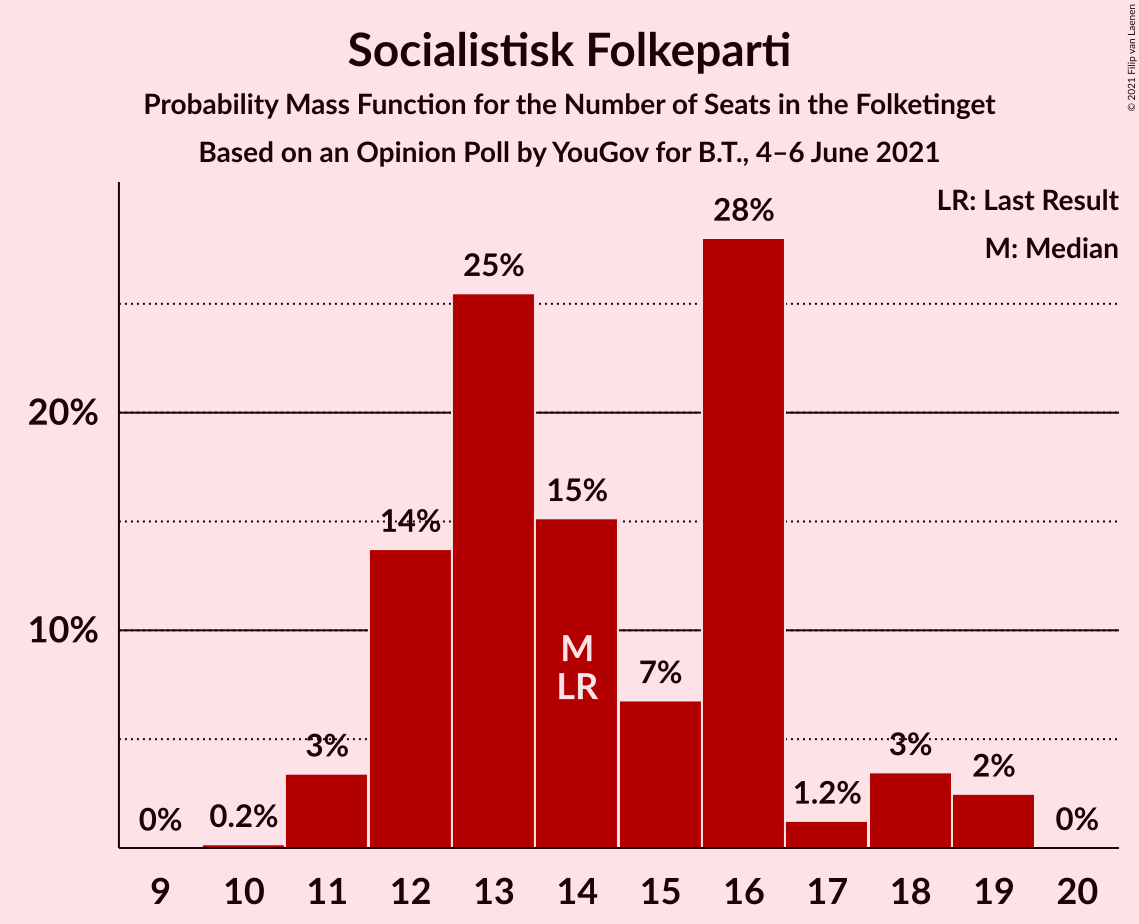 Socialistisk Folkeparti
Probability Mass Function for the Number of Seats in the Folketinget
Based on an Opinion Poll by YouGov for B.T., 4–6 June 2021
© 2021 Filip van Laenen
LR: Last Result
M: Median
28%
25%
20%
15%
14%
10%
M
LR
7%
3%
3%
2%
1.2%
0%
0.2%
0%
9 10 11 12 13 14 15 16 17 18 19 20